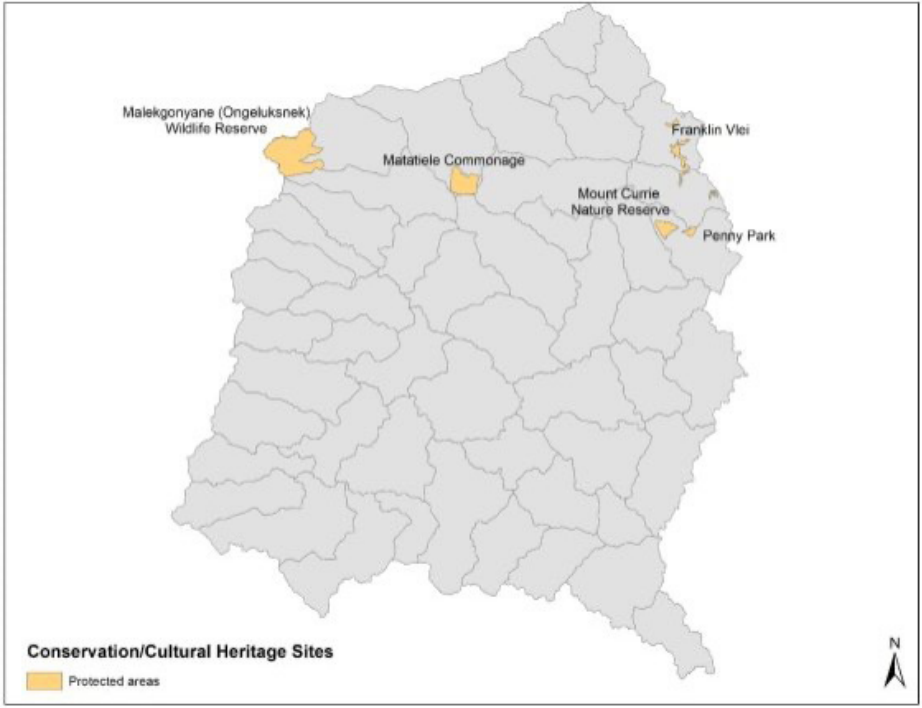 Malekgonyane (Ongeluksnek)
Wildlife Reserve
Franklin Vlei
Matatiele Commonage
Mount Currie
Nature Reserve
Penny Park
Conservation/Cultural Heritage Sites
Protected areas
N